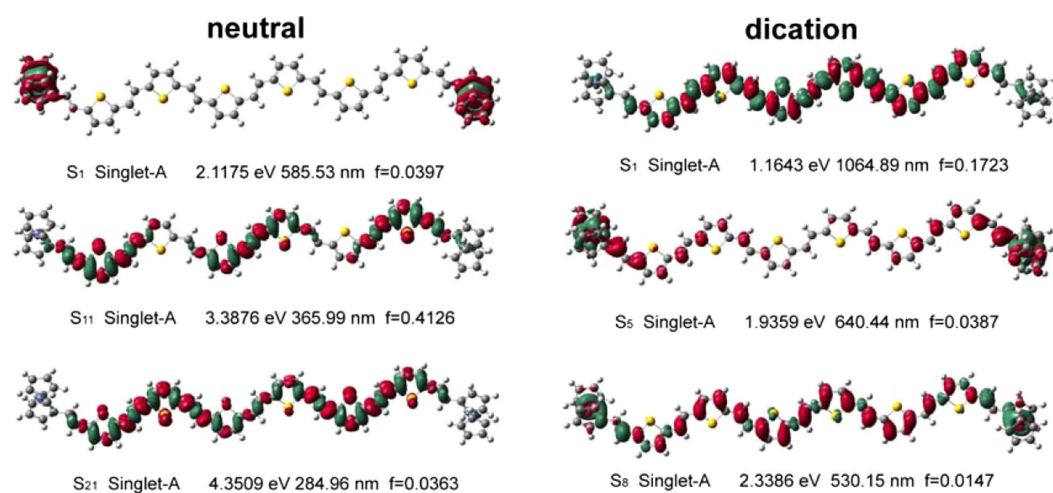 neutral
dication
S1 Singlet-A 2.1175 eV 585.53 nm f=0.0397
S1 Singlet-A 1.1643 eV 1064.89 nm f=0.1723
S11 Singlet-A 3.3876 eV 365.99 nm f=0.4126
S5 Singlet-A 1.9359 eV 640.44 nm f=0.0387
S21 Singlet-A 4.3509 eV 284.96 nm f=0.0363
S8 Singlet-A 2.3386 eV 530.15 nm f=0.0147